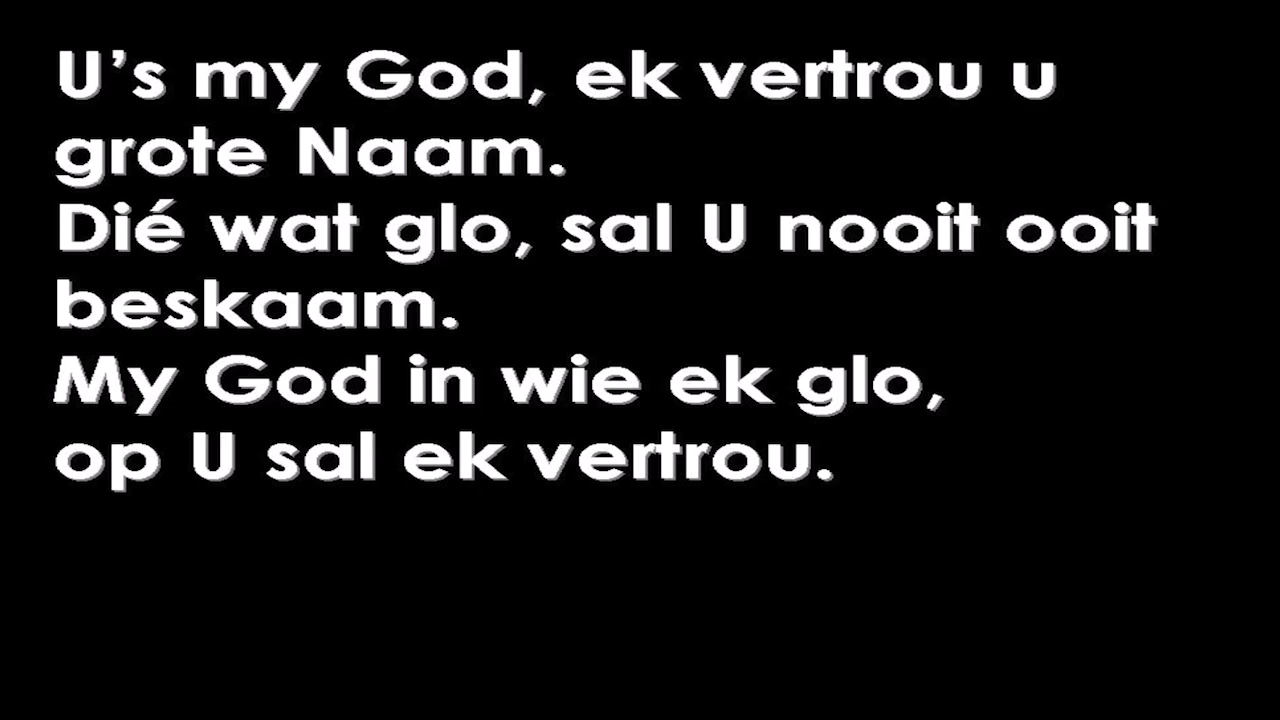 U’s my God, ek vertrou u
grote Naam.
Dié wat glo, sal U nooit ooit
beskaam.
My God in wie ek glo,
op U sal ek vertrou.